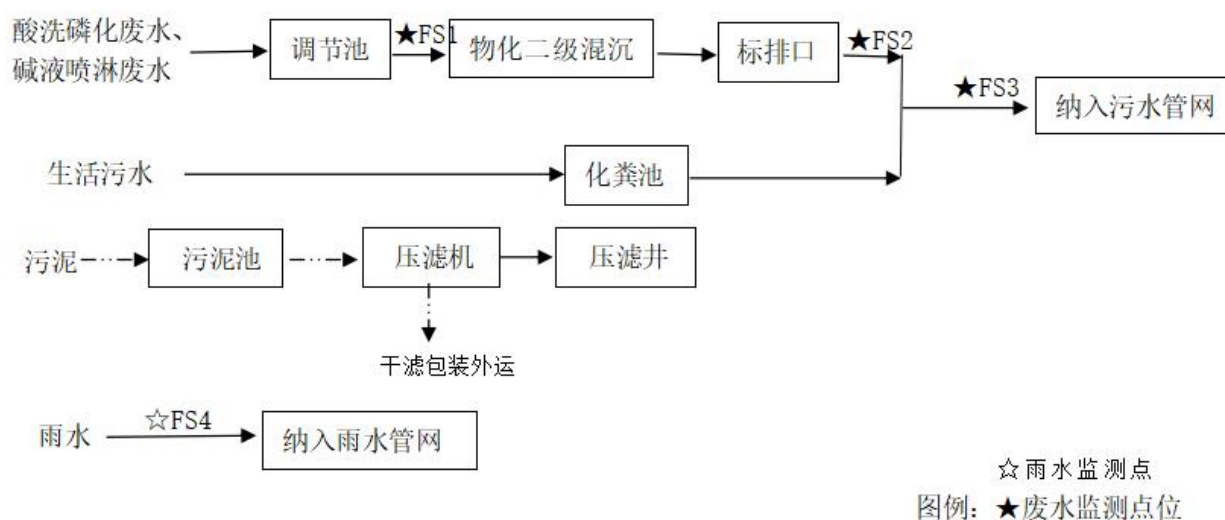 酸洗磷化废水、
碱液喷淋废水
调节池
★FS1
物化二级混沉
标排口
★FS2
★FS3
纳入污水管网
生活污水
化粪池
污泥
污泥池
压滤机
压滤井
干滤包装外运
雨水
☆FS4
纳入雨水管网
☆雨水监测点
图例：★废水监测点位